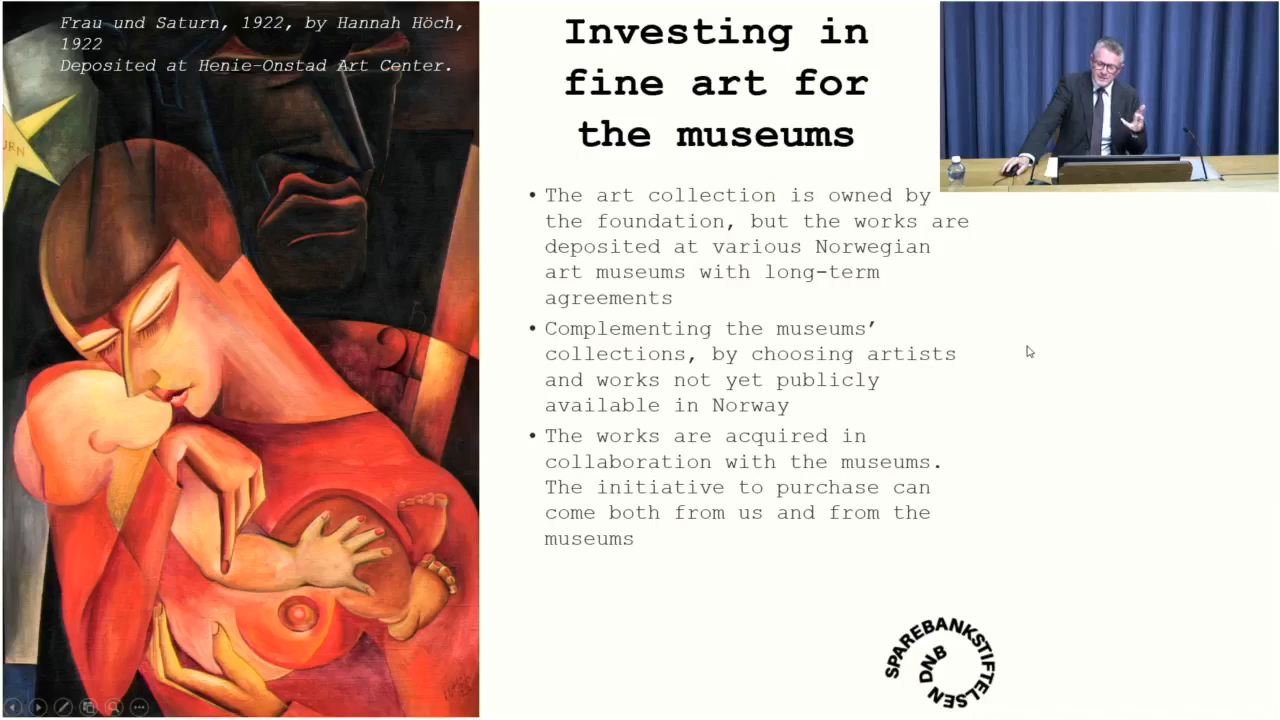 Frau und Saturn, 1922, by Hannah Höch,
1922
Deposited at Henie-Onstad Art Center.
URN
Investing in
fine art for
the museums
• The art collection is owned by
the foundation, but the works are
deposited at various Norwegian
art museums with long-term
agreements
• Complementing the museums’
collections, by choosing artists
and works not yet publicly
available in Norway
• The works are acquired in
collaboration with the museums.
The initiative to purchase can
come both from us and from the
museums
SPAREBANKSTIFTELSEN
DNB